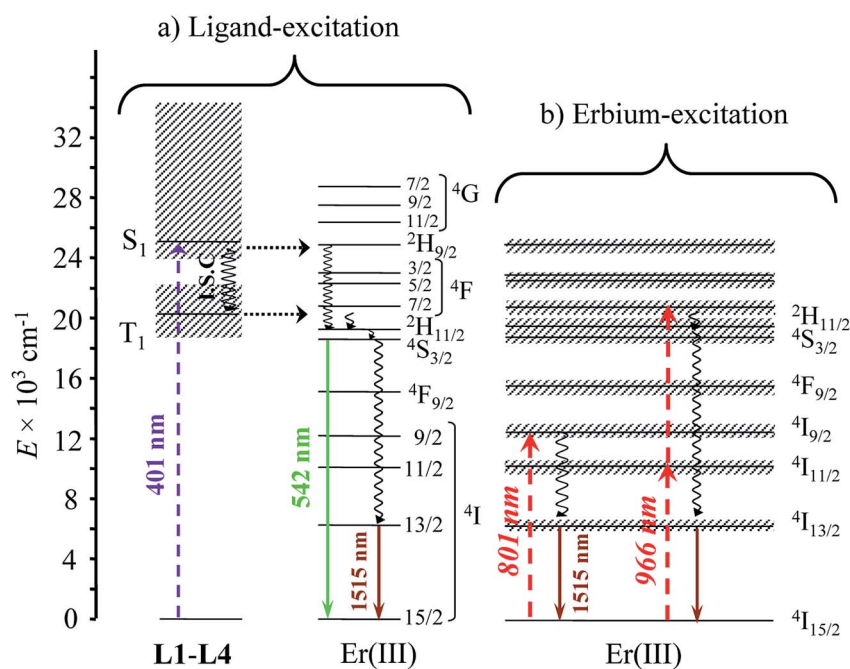 a) Ligand-excitation
b) Erbium-excitation
E × 10³ cm⁻¹
32
28
24
20
16
12
8
4
0
S₁
T₁
I.S.C
401 nm
L1-L4
7/2
9/2
11/2
⁴G
²H₉/₂
3/2
5/2
7/2
⁴F
²H₁₁/₂
⁴S₃/₂
⁴F₉/₂
9/2
11/2
13/2
15/2
⁴I
542 nm
1515 nm
Er(III)
801 nm
1515 nm
966 nm
²H₁₁/₂
⁴S₃/₂
⁴F₉/₂
⁴I₉/₂
⁴I₁₁/₂
⁴I₁₃/₂
⁴I₁₅/₂
Er(III)